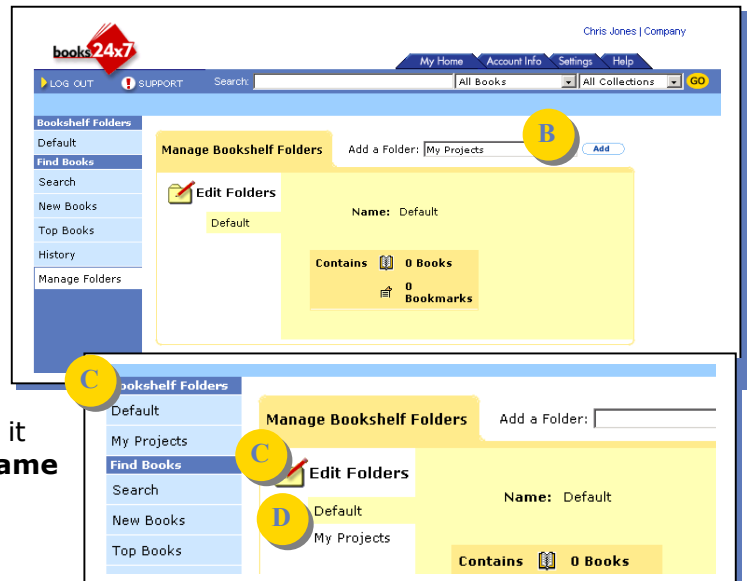 Chris Jones | Company
books24x7
My Home Account Info Settings Help
LOG OUT SUPPORT Search: All Books All Collections GO
Bookshelf Folders
Default
Find Books
Search
New Books
Top Books
History
Manage Folders
Manage Bookshelf Folders Add a Folder: My Projects B Add
Edit Folders
Default
Name: Default
Contains 0 Books
0
Bookmarks
C
ookshelf Folders
Default
My Projects
Find Books
Search
New Books
Top Books
it
ame
Manage Bookshelf Folders Add a Folder:
C Edit Folders
D Default
My Projects
Name: Default
Contains 0 Books